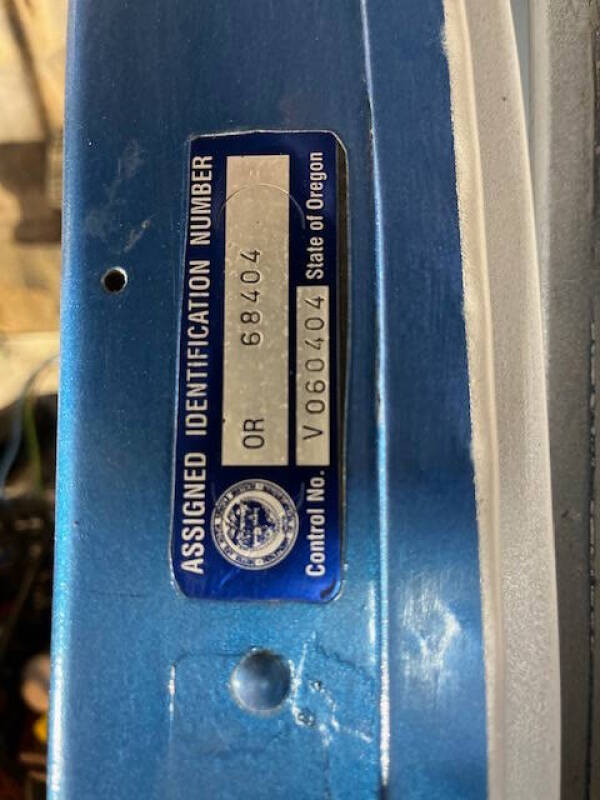 ASSIGNED IDENTIFICATION NUMBER
OR 68404
Control No. V060404 State of Oregon